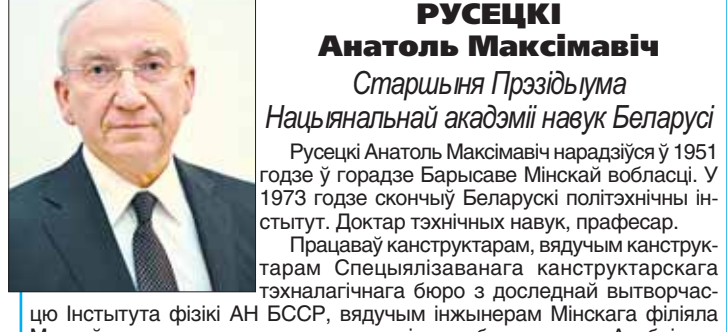 РУСЕЦКІ
Анатоль Максімавіч
Старшыня Прэзідыума
Нацыянальнай акадэміі навук Беларусі
Русецкі Анатоль Максімавіч нарадзіўся ў 1951
годзе ў горадзе Барысаве Мінскай вобласці. У
1973 годзе скончыў Беларускі політэхнічны ін-
стытут. Доктар тэхнічных навук, прафесар.
Працаваў канструктарам, вядучым канструк-
тарам Спецыялізаванага канструктарскага
тэхналагічнага бюро з доследнай вытворчас-
цю Інстытута фізікі АН БССР, вядучым інжынерам Мінскага філіяла